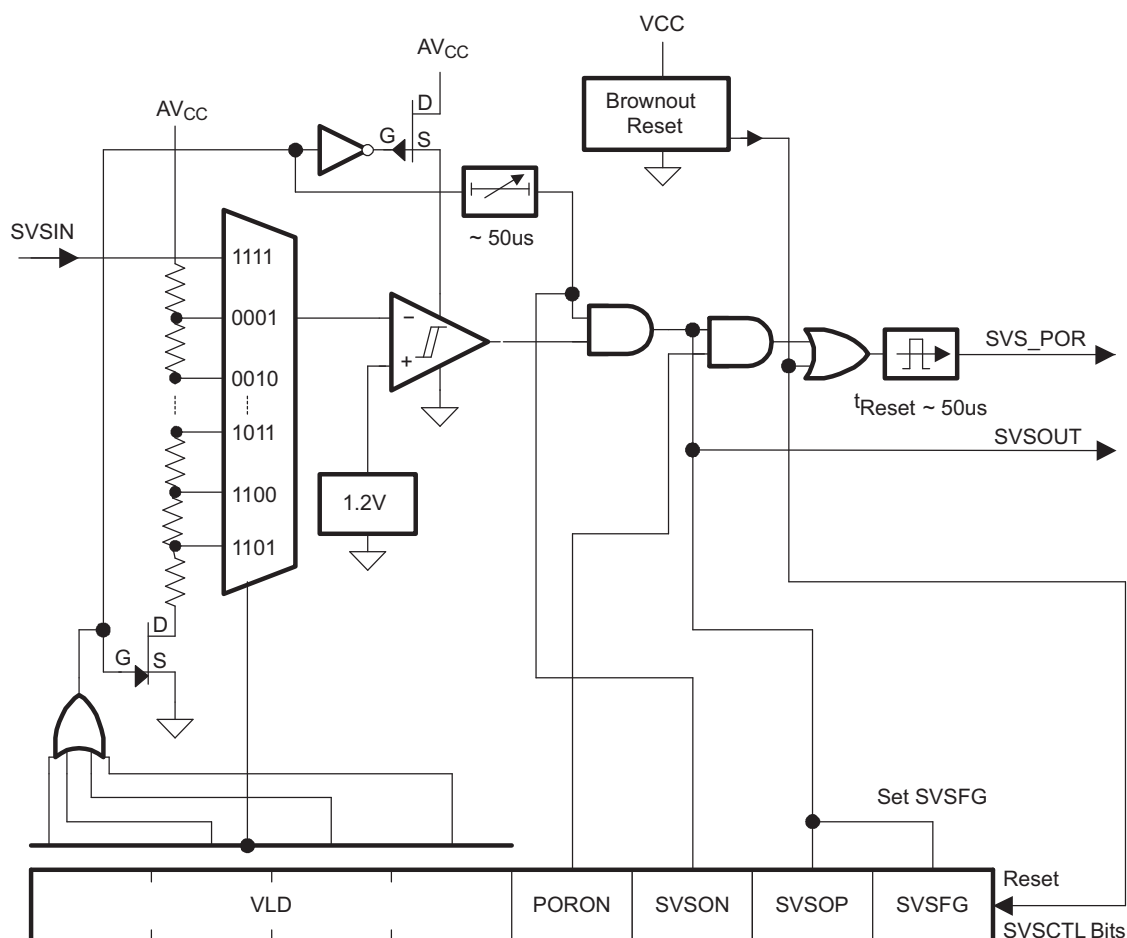 VCC
AVCC
Brownout
Reset
AVCC
D
G
S
SVSIN
~ 50us
1111
0001
–
SVS_POR
+
0010
tReset ~ 50us
1011
SVSOUT
1100
1.2V
1101
D
G
S
Set SVSFG
Reset
VLD
PORON
SVSON
SVSOP
SVSFG
SVSCTL Bits